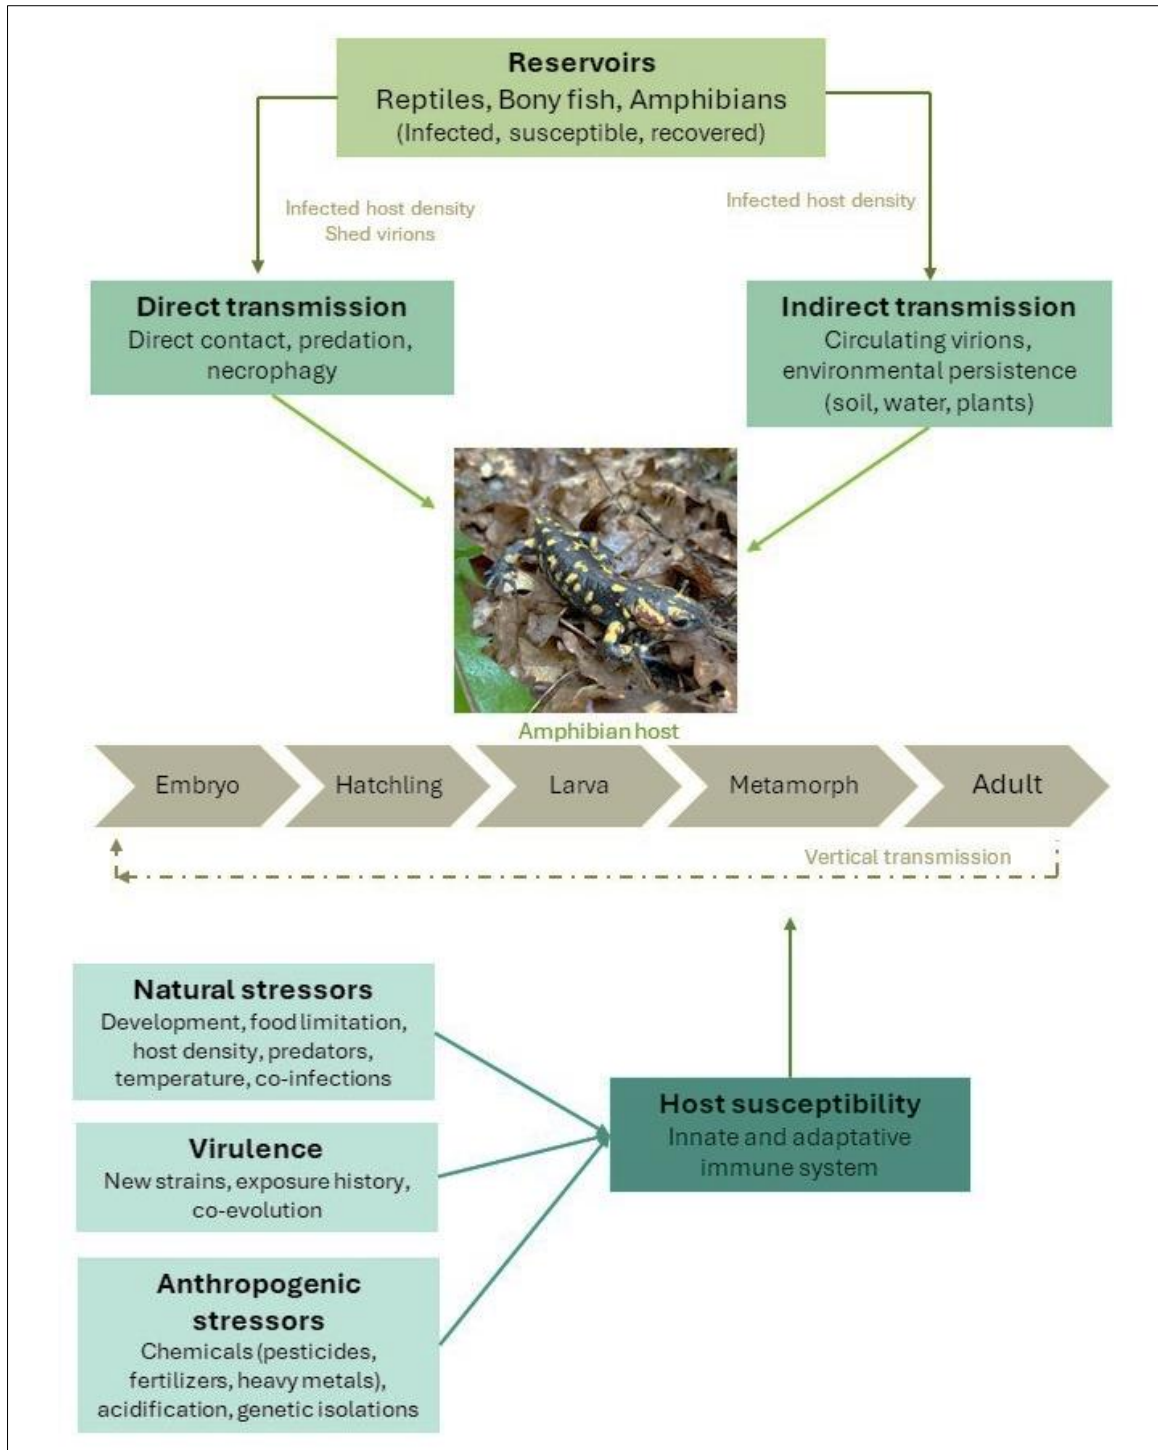 Reservoirs
Reptiles, Bony fish, Amphibians
(Infected, susceptible, recovered)
Infected host density
Shed virions
Infected host density
Direct transmission
Direct contact, predation,
necrophagy
Indirect transmission
Circulating virions,
environmental persistence
(soil, water, plants)
Amphibian host
Embryo
Hatchling
Larva
Metamorph
Adult
Vertical transmission
Natural stressors
Development, food limitation,
host density, predators,
temperature, co-infections
Virulence
New strains, exposure history,
co-evolution
Anthropogenic
stressors
Chemicals (pesticides,
fertilizers, heavy metals),
acidification, genetic isolations
Host susceptibility
Innate and adaptative
immune system